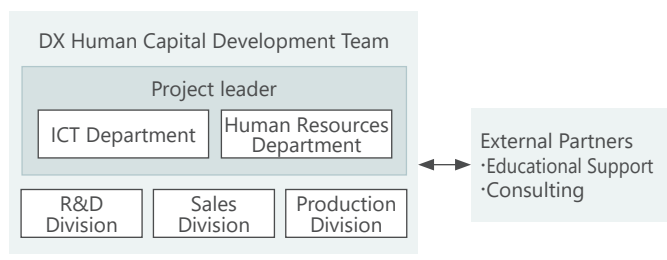 DX Human Capital Development Team
Project leader
ICT Department
Human Resources
Department
R&D
Division
Sales
Division
Production
Division
External Partners
·Educational Support
·Consulting